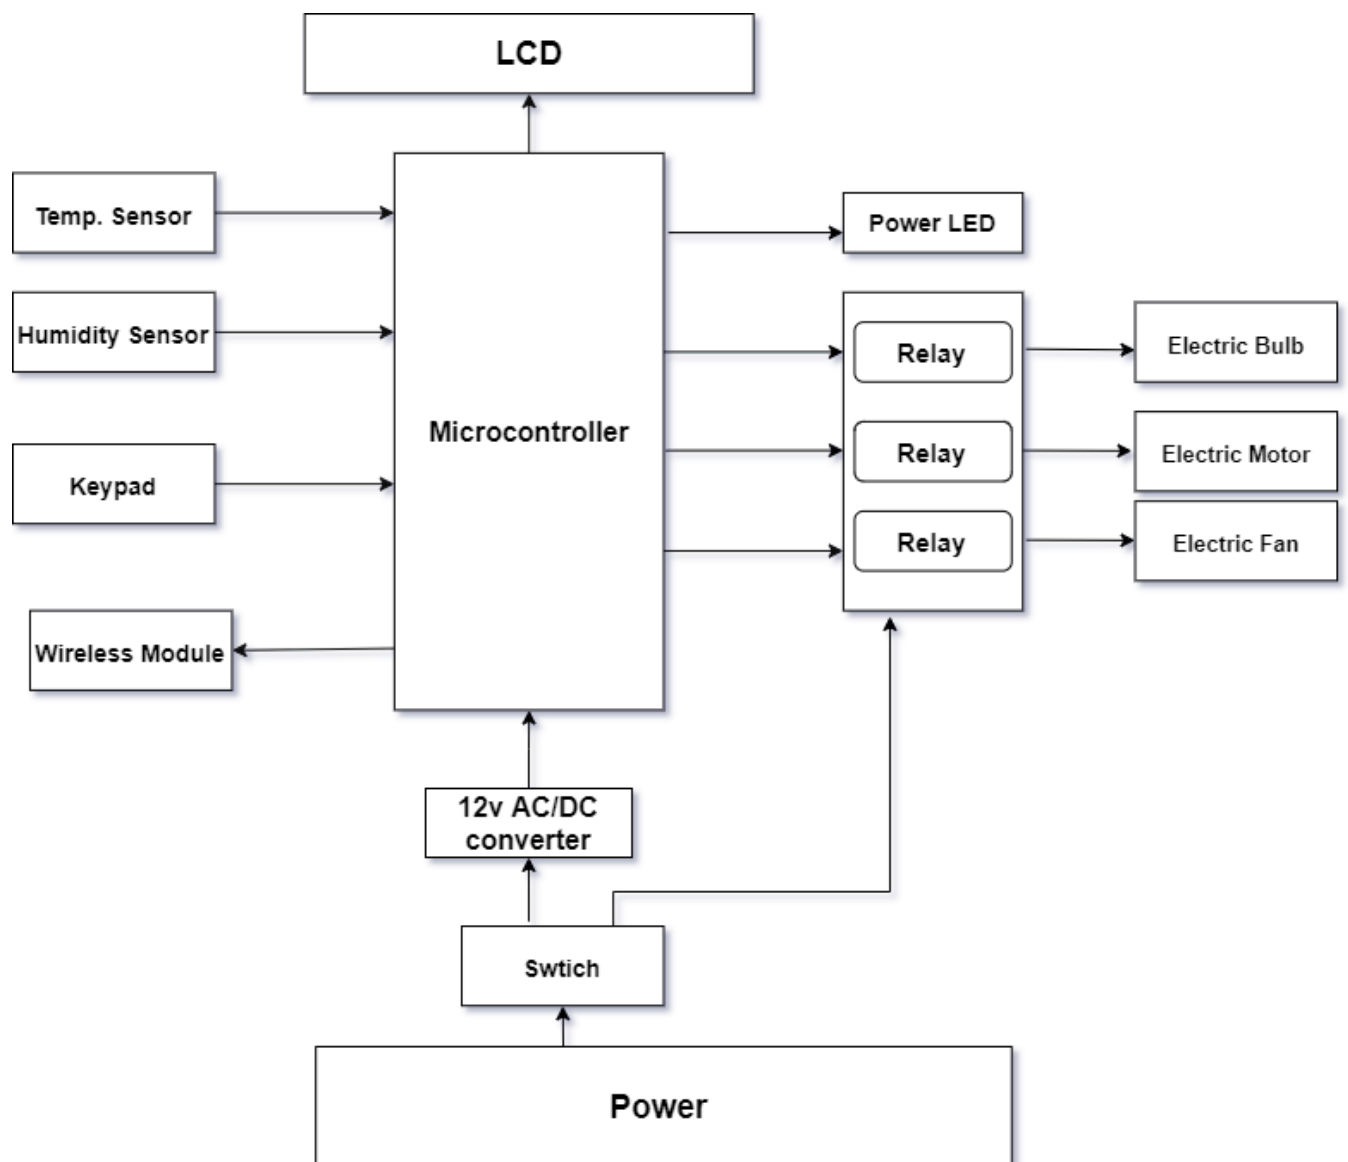 LCD
Temp. Sensor
Power LED
Humidity Sensor
Relay
Electric Bulb
Microcontroller
Relay
Electric Motor
Keypad
Relay
Electric Fan
Wireless Module
12v AC/DC
converter
Swtich
Power